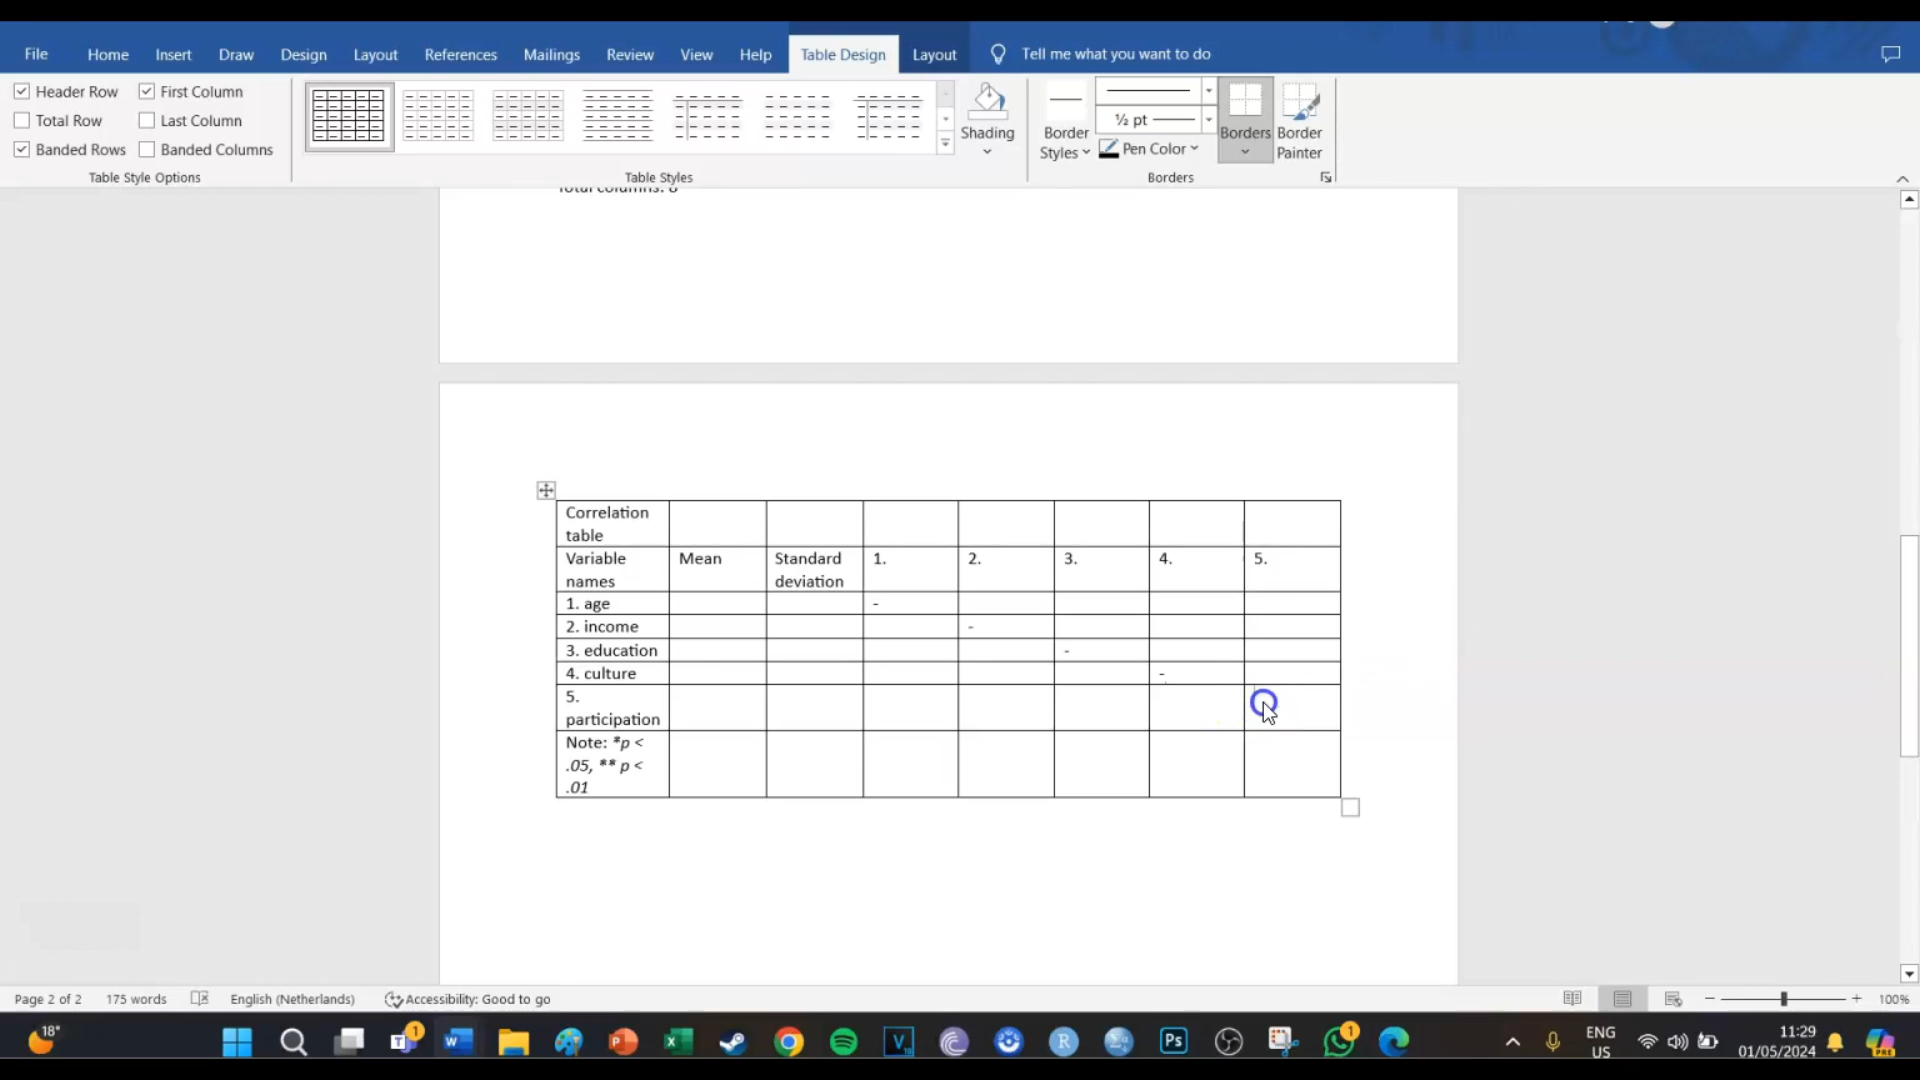 File Home Insert Draw Design Layout References Mailings Review View Help Table Design Layout Tell me what you want to do
Header Row First Column
Total Row Last Column
Banded Rows Banded Columns
Table Style Options
Table Styles
Shading
Border Styles
½ pt
Pen Color
Borders
Border Painter
Borders
Total columns: 8
Correlation table
Variable names Mean Standard deviation 1. 2. 3. 4. 5.
1. age -
2. income -
3. education -
4. culture -
5. participation
Note: *p < .05, ** p < .01
Page 2 of 2 175 words English (Netherlands) Accessibility: Good to go 100%
18° 1 1 ENG US 11:29 01/05/2024